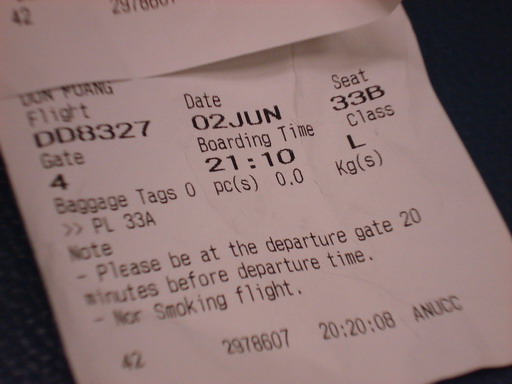 42 2978607
DON MUANG
Flight Date Seat
DD8327 02JUN 33B
Gate Boarding Time Class
4 21:10 L
Baggage Tags 0 pc(s) 0.0 Kg(s)
>> PL 33A
Note
- Please be at the departure gate 20
minutes before departure time.
- Nor Smoking flight.
42 2978607 20:20:08 ANUCC